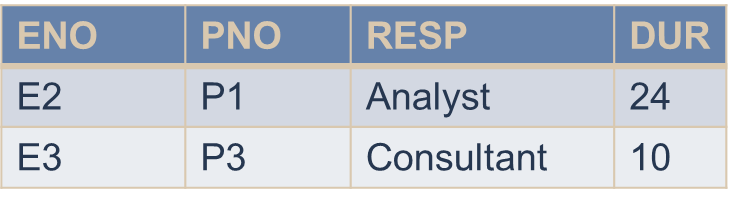 ENO PNO RESP DUR
E2 P1 Analyst 24
E3 P3 Consultant 10